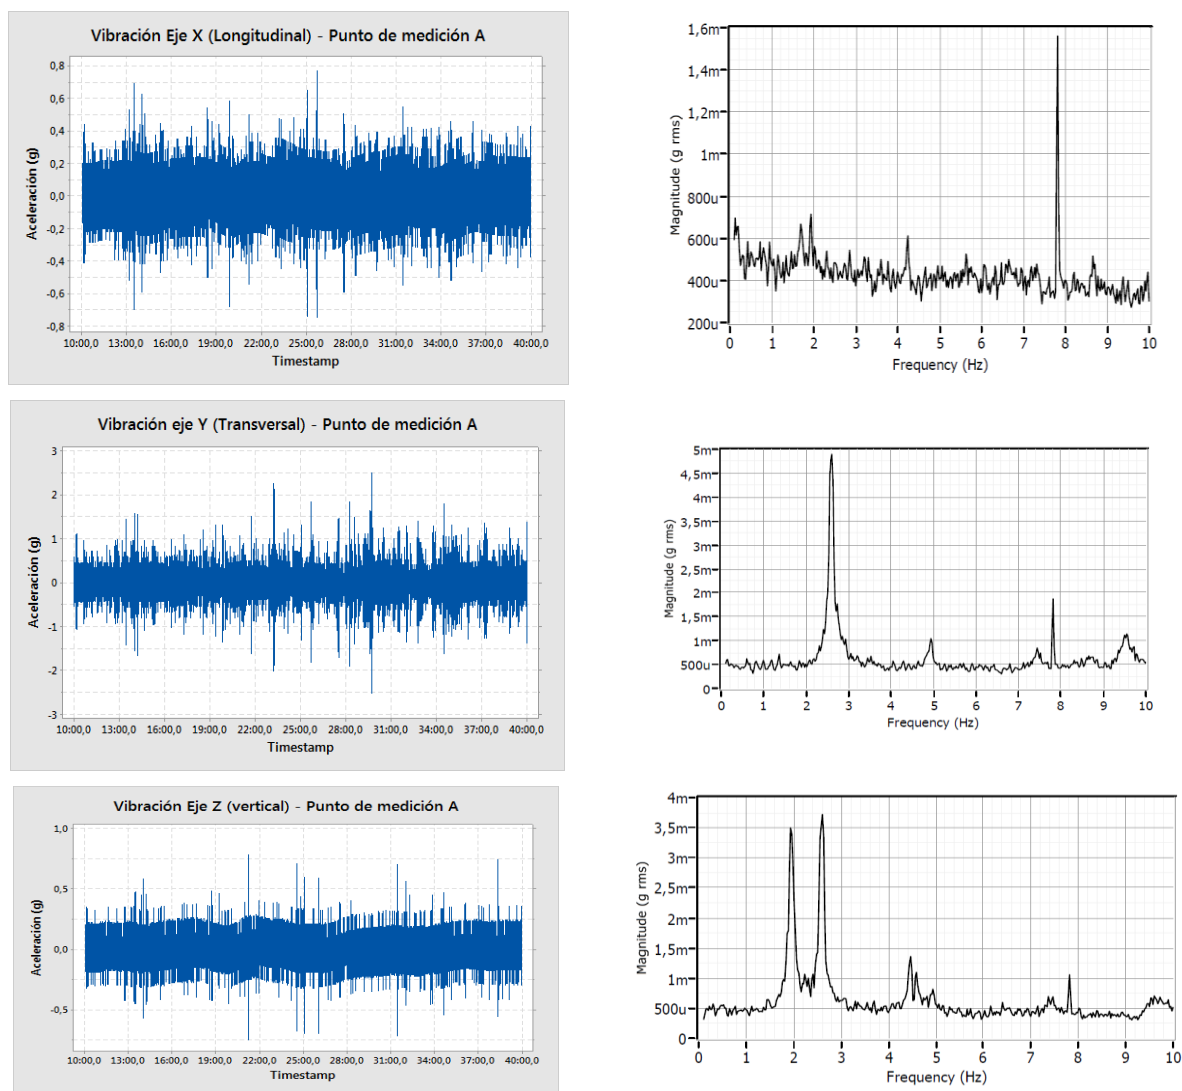 Vibración Eje X (Longitudinal) - Punto de medición A
0,8
0,6
0,4
0,2
0,0
-0,2
-0,4
-0,6
-0,8
Aceleración (g)
10:00,0 13:00,0 16:00,0 19:00,0 22:00,0 25:00,0 28:00,0 31:00,0 34:00,0 37:00,0 40:00,0
Timestamp
1,6m
1,4m
1,2m
1m
800u
600u
400u
200u
Magnitude (g rms)
0 1 2 3 4 5 6 7 8 9 10
Frequency (Hz)
Vibración eje Y (Transversal) - Punto de medición A
3
2
1
0
-1
-2
-3
Aceleración (g)
10:00,0 13:00,0 16:00,0 19:00,0 22:00,0 25:00,0 28:00,0 31:00,0 34:00,0 37:00,0 40:00,0
Timestamp
5m
4,5m
4m
3,5m
3m
2,5m
2m
1,5m
1m
500u
0
Magnitude (g rms)
0 1 2 3 4 5 6 7 8 9 10
Frequency (Hz)
Vibración Eje Z (vertical) - Punto de medición A
1,0
0,5
0,0
-0,5
Aceleración (g)
10:00,0 13:00,0 16:00,0 19:00,0 22:00,0 25:00,0 28:00,0 31:00,0 34:00,0 37:00,0 40:00,0
Timestamp
4m
3,5m
3m
2,5m
2m
1,5m
1m
500u
0
Magnitude (g rms)
0 1 2 3 4 5 6 7 8 9 10
Frequency (Hz)